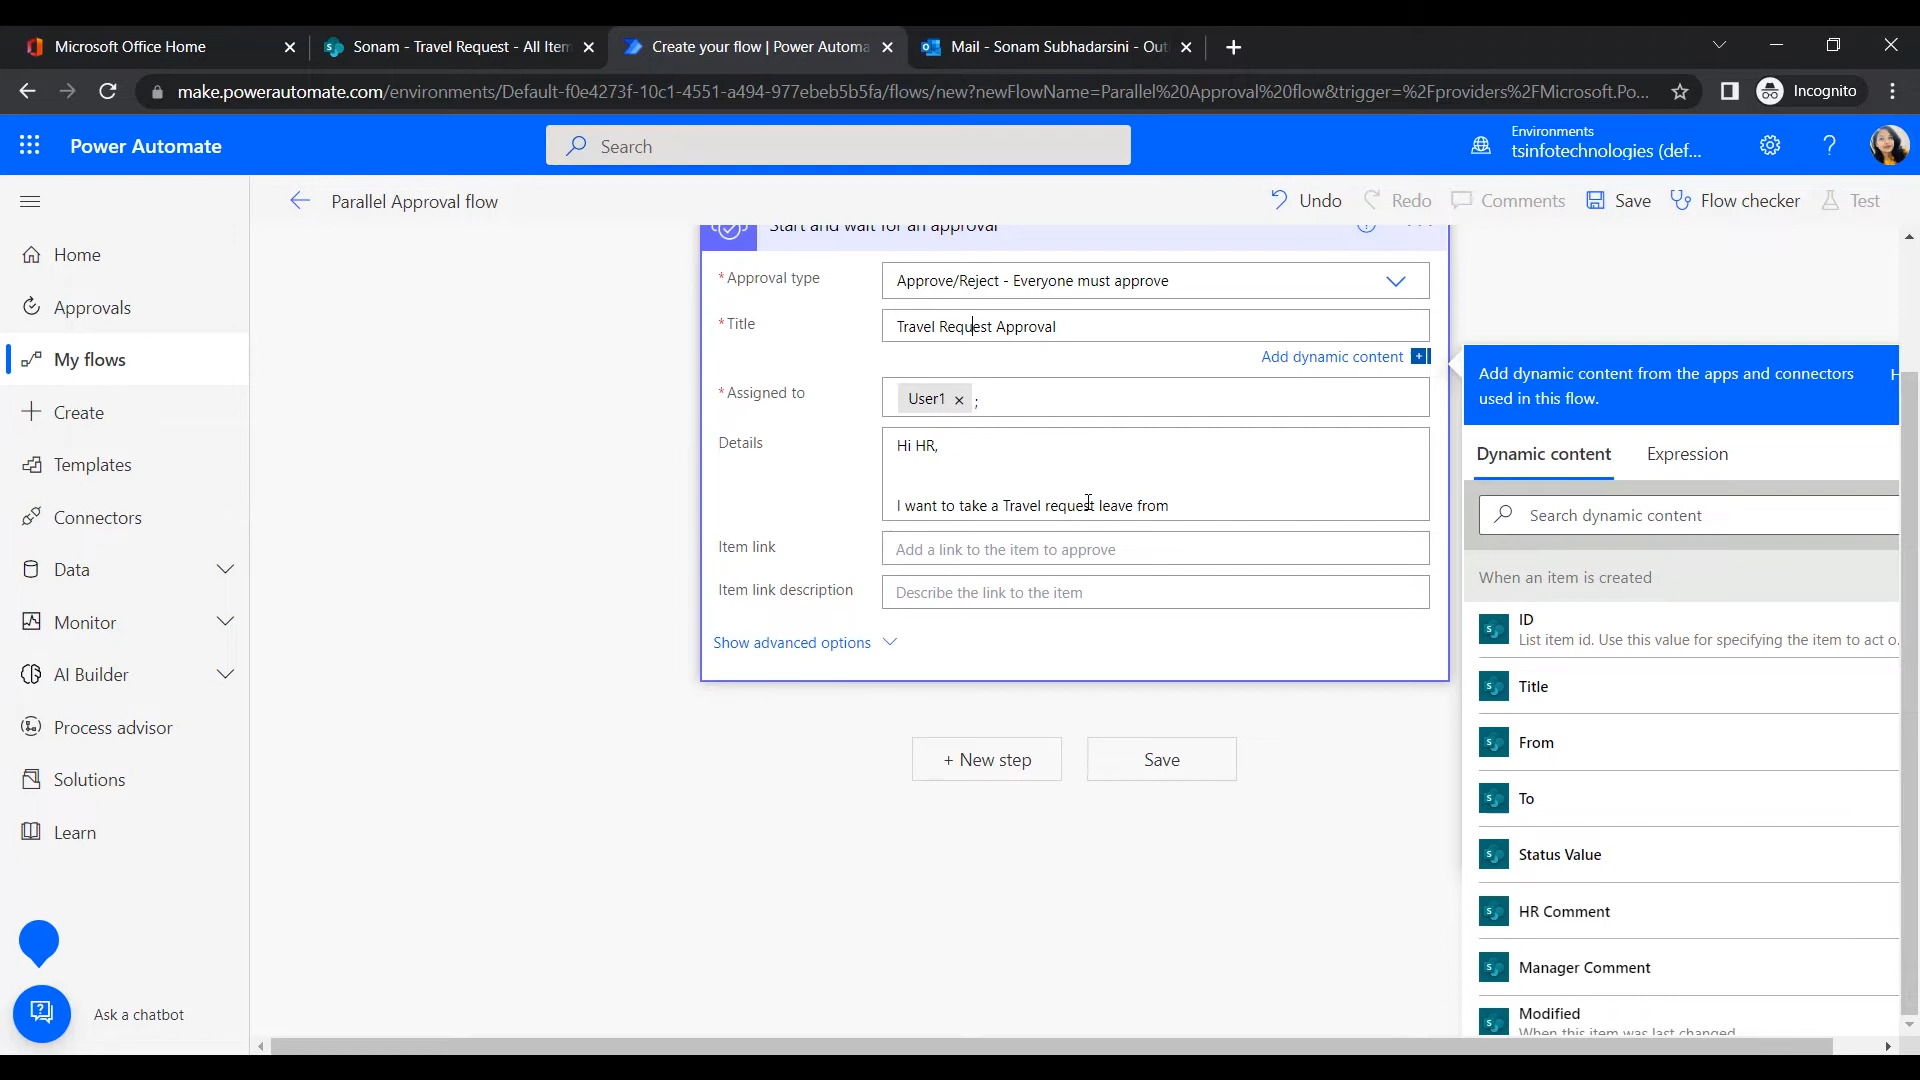 Microsoft Office Home
Sonam - Travel Request - All Item
Create your flow | Power Automa
Mail - Sonam Subhadarsini - Out
make.powerautomate.com/environments/Default-f0e4273f-10c1-4551-a494-977ebeb5b5fa/flows/new?newFlowName=Parallel%20Approval%20flow&trigger=%2Fproviders%2FMicrosoft.Po...
Incognito
Power Automate
Search
Environments
tsinfotechnologies (def...
Parallel Approval flow
Undo
Redo
Comments
Save
Flow checker
Test
Home
Approvals
My flows
Create
Templates
Connectors
Data
Monitor
AI Builder
Process advisor
Solutions
Learn
Ask a chatbot
Start and wait for an approval
* Approval type
Approve/Reject - Everyone must approve
* Title
Travel Request Approval
Add dynamic content
* Assigned to
User1 ;
Details
Hi HR,
I want to take a Travel request leave from
Item link
Add a link to the item to approve
Item link description
Describe the link to the item
Show advanced options
+ New step
Save
Add dynamic content from the apps and connectors
used in this flow.
H
Dynamic content
Expression
Search dynamic content
When an item is created
ID
List item id. Use this value for specifying the item to act o.
Title
From
To
Status Value
HR Comment
Manager Comment
Modified
When this item was last changed